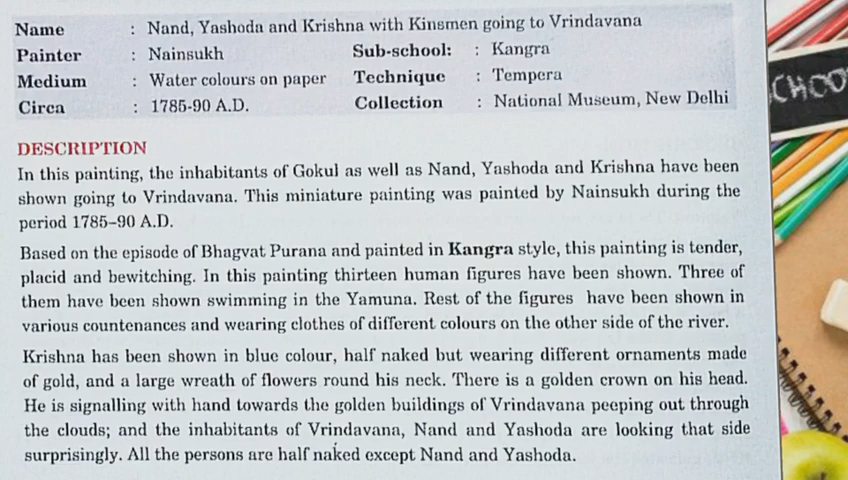 Name : Nand, Yashoda and Krishna with Kinsmen going to Vrindavana
Painter : Nainsukh Sub-school: : Kangra
Medium : Water colours on paper Technique : Tempera
Circa : 1785-90 A.D. Collection : National Museum, New Delhi
DESCRIPTION
In this painting, the inhabitants of Gokul as well as Nand, Yashoda and Krishna have been
shown going to Vrindavana. This miniature painting was painted by Nainsukh during the
period 1785–90 A.D.
Based on the episode of Bhagvat Purana and painted in Kangra style, this painting is tender,
placid and bewitching. In this painting thirteen human figures have been shown. Three of
them have been shown swimming in the Yamuna. Rest of the figures have been shown in
various countenances and wearing clothes of different colours on the other side of the river.
Krishna has been shown in blue colour, half naked but wearing different ornaments made
of gold, and a large wreath of flowers round his neck. There is a golden crown on his head.
He is signalling with hand towards the golden buildings of Vrindavana peeping out through
the clouds; and the inhabitants of Vrindavana, Nand and Yashoda are looking that side
surprisingly. All the persons are half naked except Nand and Yashoda.
CHOO